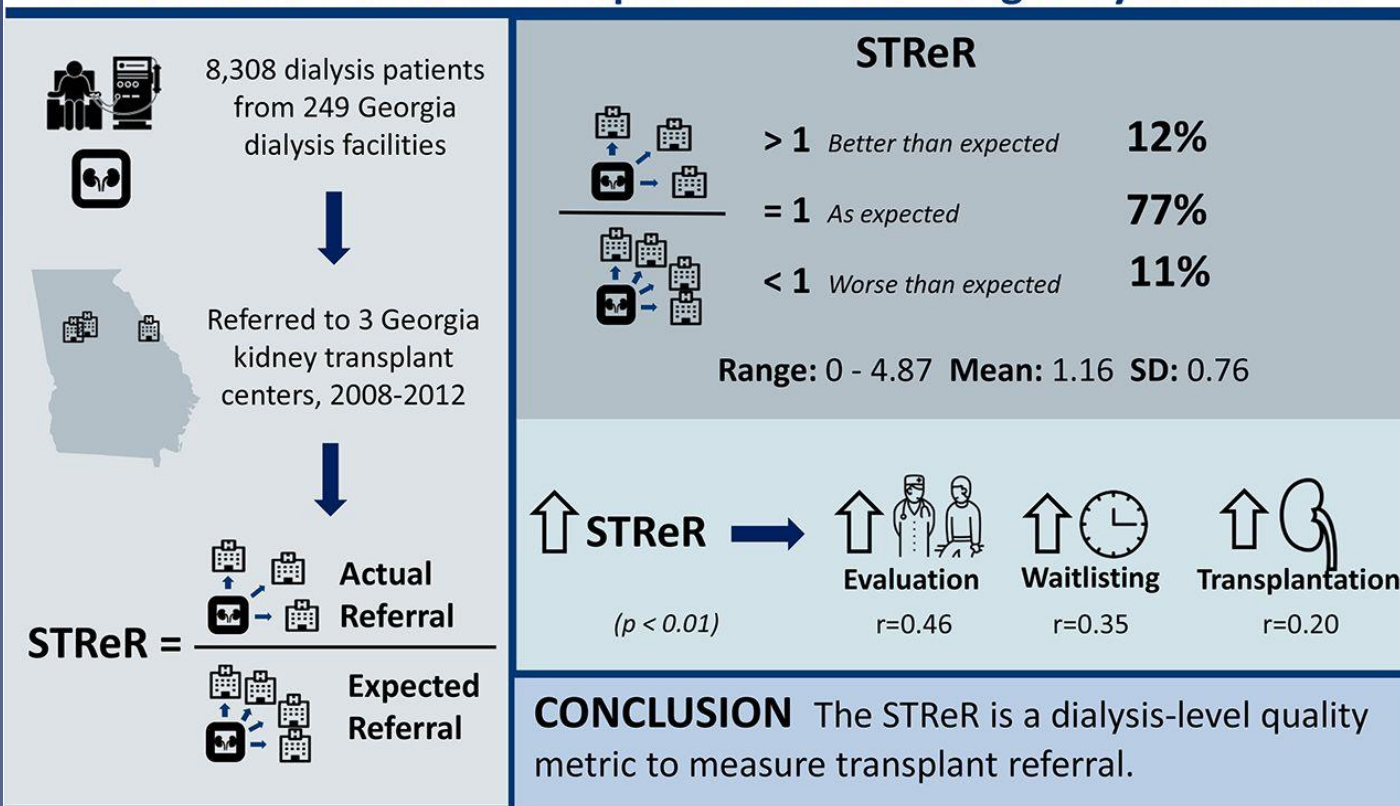 8,308 dialysis patients
from 249 Georgia
dialysis facilities
Referred to 3 Georgia
kidney transplant
centers, 2008-2012
STReR =
Actual
Referral
Expected
Referral
STReR
> 1 Better than expected 12%
= 1 As expected 77%
< 1 Worse than expected 11%
Range: 0 - 4.87 Mean: 1.16 SD: 0.76
STReR
(p < 0.01)
Evaluation Waitlisting Transplantation
r=0.46 r=0.35 r=0.20
CONCLUSION The STReR is a dialysis-level quality
metric to measure transplant referral.